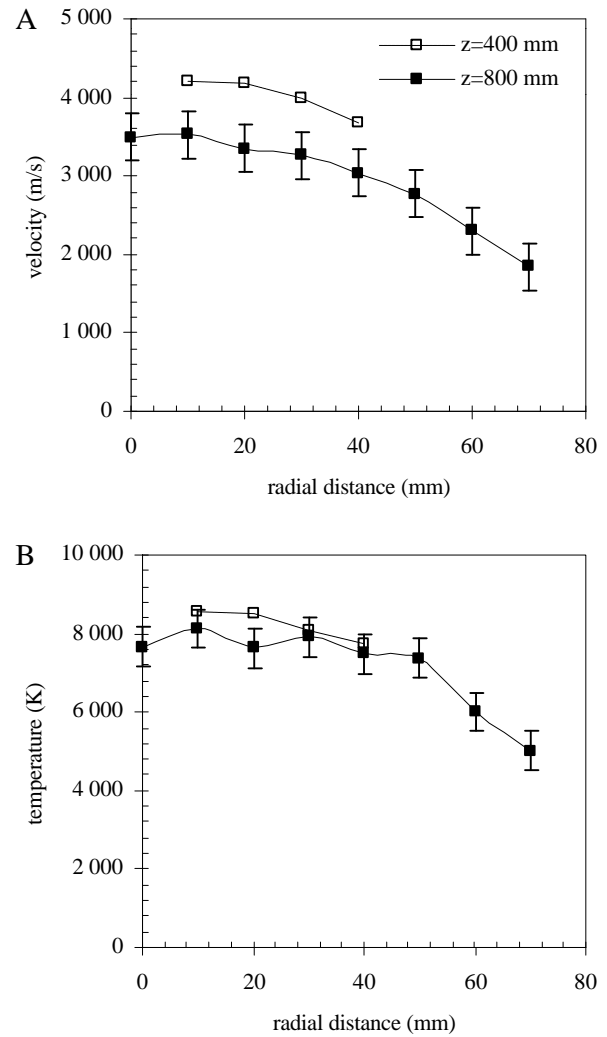 A
5 000
4 000
3 000
2 000
1 000
0
velocity (m/s)
z=400 mm
z=800 mm
0 20 40 60 80
radial distance (mm)
B
10 000
8 000
6 000
4 000
2 000
0
temperature (K)
0 20 40 60 80
radial distance (mm)